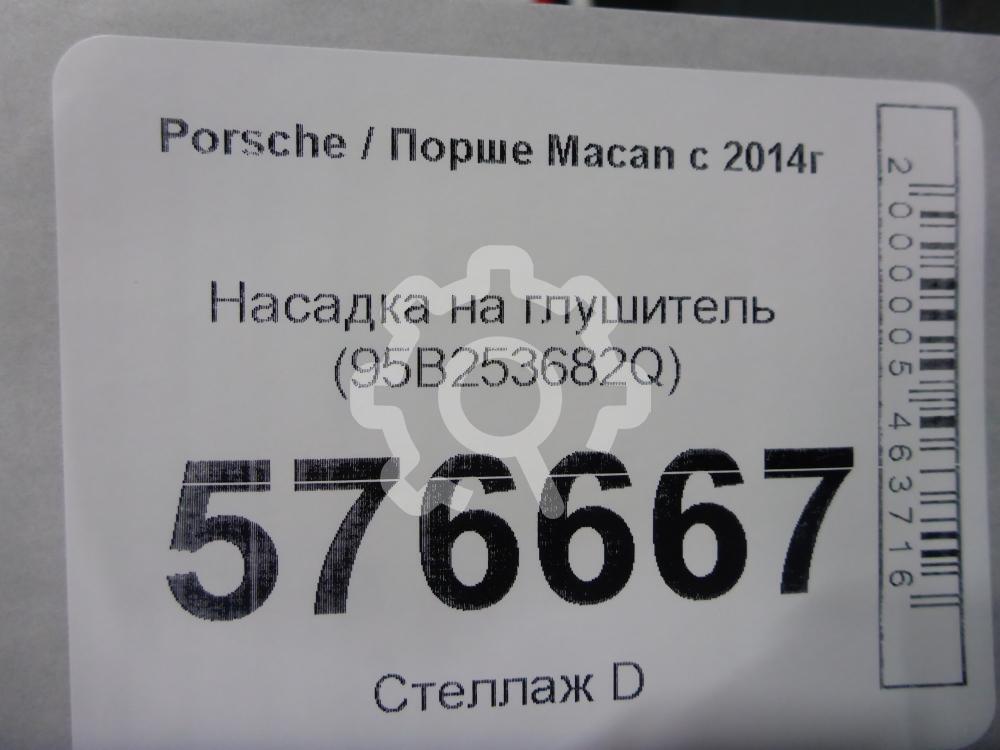 Porsche / Порше Macan с 2014г
Насадка на глушитель
(95B253682Q)
576667
Стеллаж D
2000005463716